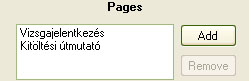 Pages
Vizsgajelentkezés
Kitöltési útmutató
Add
Remove